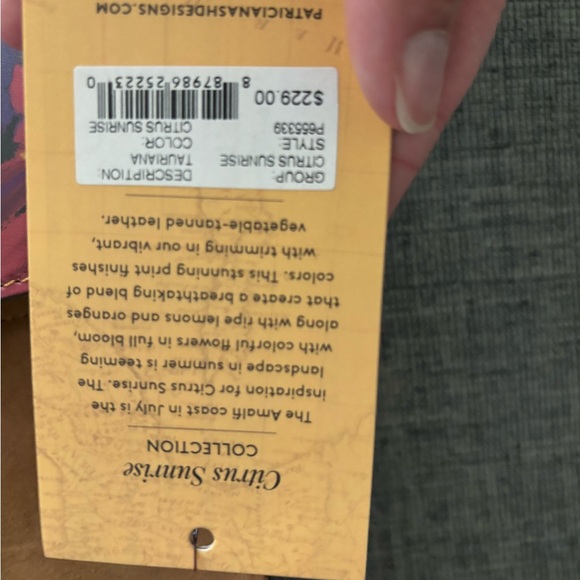 Citrus Sunrise
COLLECTION
The Amalfi coast in July is the
inspiration for Citrus Sunrise. The
landscape in summer is teeming
with colorful flowers in full bloom,
along with ripe lemons and oranges
that create a breathtaking blend of
colors. This stunning print finishes
with trimming in our vibrant,
vegetable-tanned leather.
GROUP: DESCRIPTION:
CITRUS SUNRISE TAURIANA
STYLE: COLOR:
P655339 CITRUS SUNRISE
$229.00
8 87986 25223 0
PATRICIANASHDESIGNS.COM